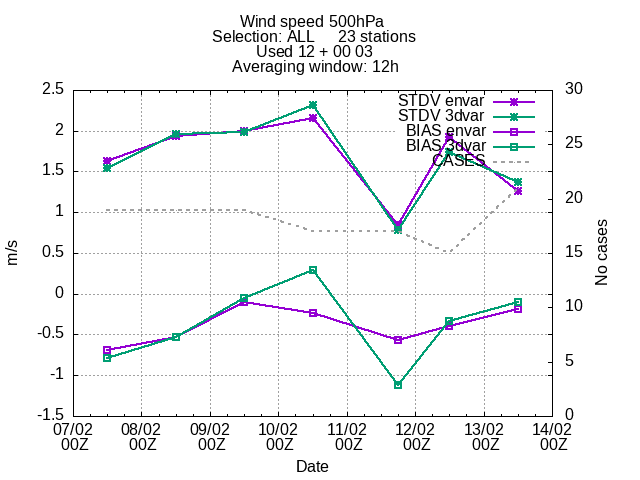 Wind speed 500hPa
Selection: ALL 23 stations
Used 12 + 00 03
Averaging window: 12h
2.5
2
1.5
1
0.5
0
-0.5
-1
-1.5
m/s
30
25
20
15
10
5
0
No cases
STDV envar
STDV 3dvar
BIAS envar
BIAS 3dvar
CASES
07/02 08/02 09/02 10/02 11/02 12/02 13/02 14/02
00Z 00Z 00Z 00Z 00Z 00Z 00Z 00Z
Date